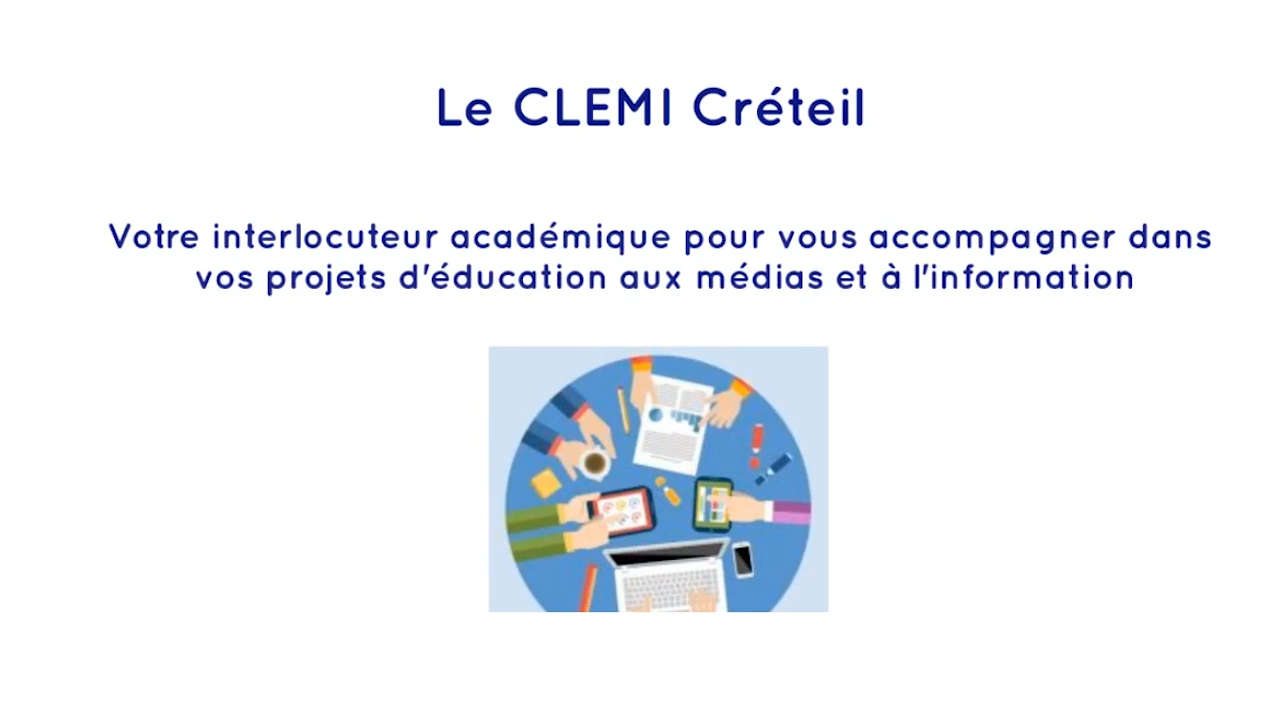 Le CLEMI Créteil
Votre interlocuteur académique pour vous accompagner dans
vos projets d'éducation aux médias et à l'information